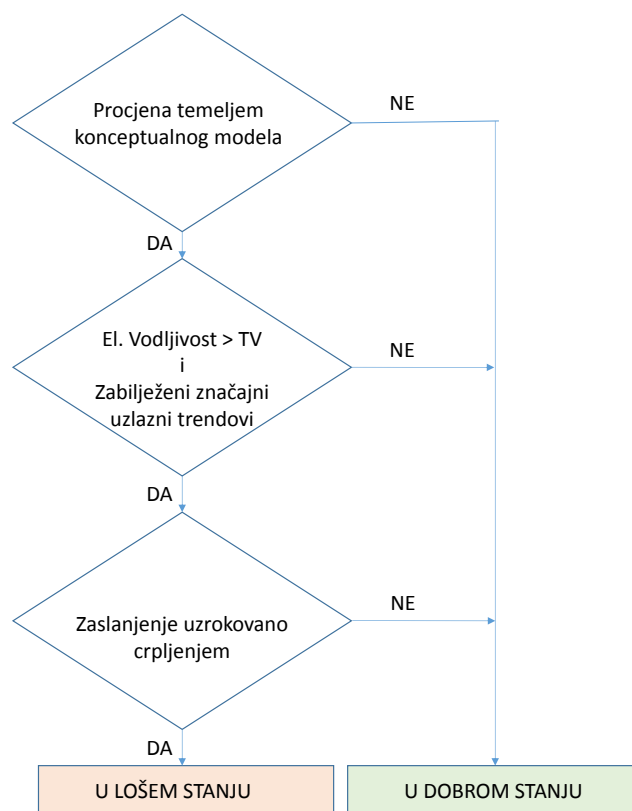 Procjena temeljem
konceptualnog modela
NE
DA
El. Vodljivost > TV
i
Zabilježeni značajni
uzlazni trendovi
NE
DA
Zaslanjenje uzrokovano
crpljenjem
NE
DA
U LOŠEM STANJU
U DOBROM STANJU